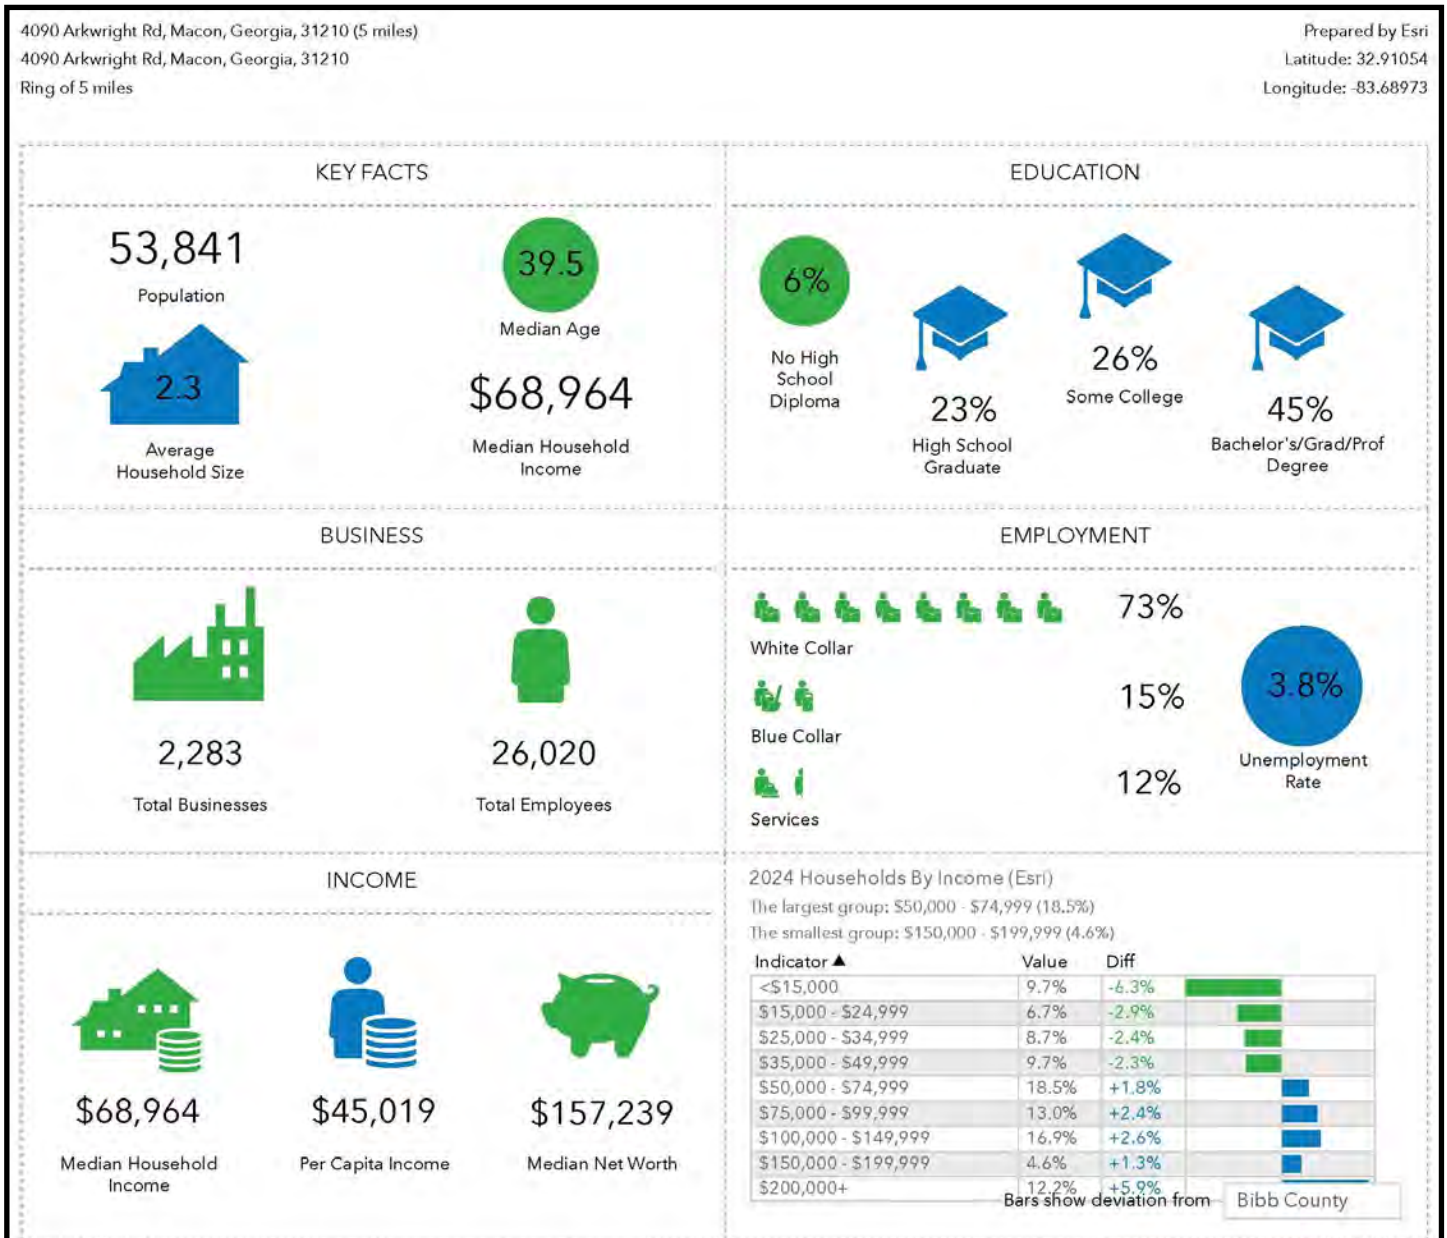 4090 Arkwright Rd, Macon, Georgia, 31210 (5 miles)
4090 Arkwright Rd, Macon, Georgia, 31210
Ring of 5 miles
Prepared by Esri
Latitude: 32.91054
Longitude: -83.68973
KEY FACTS
53,841
Population
39.5
Median Age
2.3
Average
Household Size
$68,964
Median Household
Income
EDUCATION
6%
No High
School
Diploma
23%
High School
Graduate
26%
Some College
45%
Bachelor's/Grad/Prof
Degree
BUSINESS
2,283
Total Businesses
26,020
Total Employees
EMPLOYMENT
73%
White Collar
15%
Blue Collar
12%
Services
3.8%
Unemployment
Rate
INCOME
$68,964
Median Household
Income
$45,019
Per Capita Income
$157,239
Median Net Worth
2024 Households By Income (Esri)
The largest group: $50,000 - $74,999 (18.5%)
The smallest group: $150,000 - $199,999 (4.6%)
Indicator ▲ Value Diff
<$15,000 9.7% -6.3%
$15,000 - $24,999 6.7% -2.9%
$25,000 - $34,999 8.7% -2.4%
$35,000 - $49,999 9.7% -2.3%
$50,000 - $74,999 18.5% +1.8%
$75,000 - $99,999 13.0% +2.4%
$100,000 - $149,999 16.9% +2.6%
$150,000 - $199,999 4.6% +1.3%
$200,000+ 12.2% +5.9%
Bars show deviation from Bibb County